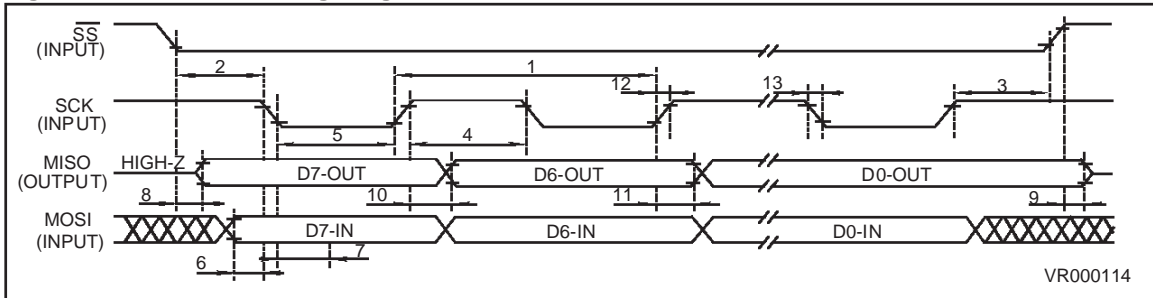 SS
(INPUT)
2
1
12
13
3
SCK
(INPUT)
5
4
MISO
(OUTPUT)
HIGH-Z
D7-OUT
D6-OUT
D0-OUT
8
10
11
9
MOSI
(INPUT)
D7-IN
D6-IN
D0-IN
6
7
VR000114